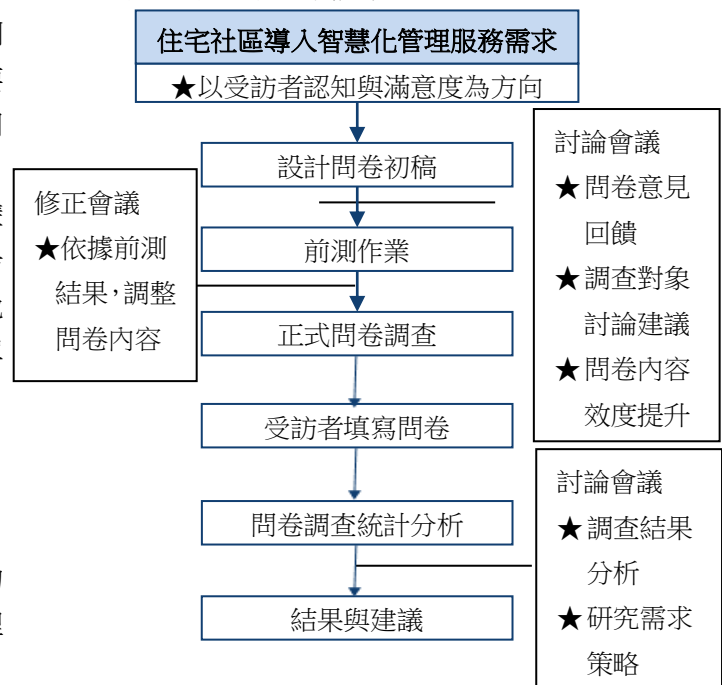 住宅社區導入智慧化管理服務需求
★以受訪者認知與滿意度為方向
設計問卷初稿
討論會議
★問卷意見
回饋
★調查對象
討論建議
★問卷內容
效度提升
前測作業
修正會議
★依據前測
結果，調整
問卷內容
正式問卷調查
受訪者填寫問卷
問卷調查統計分析
討論會議
★調查結果
分析
★研究需求
策略
結果與建議